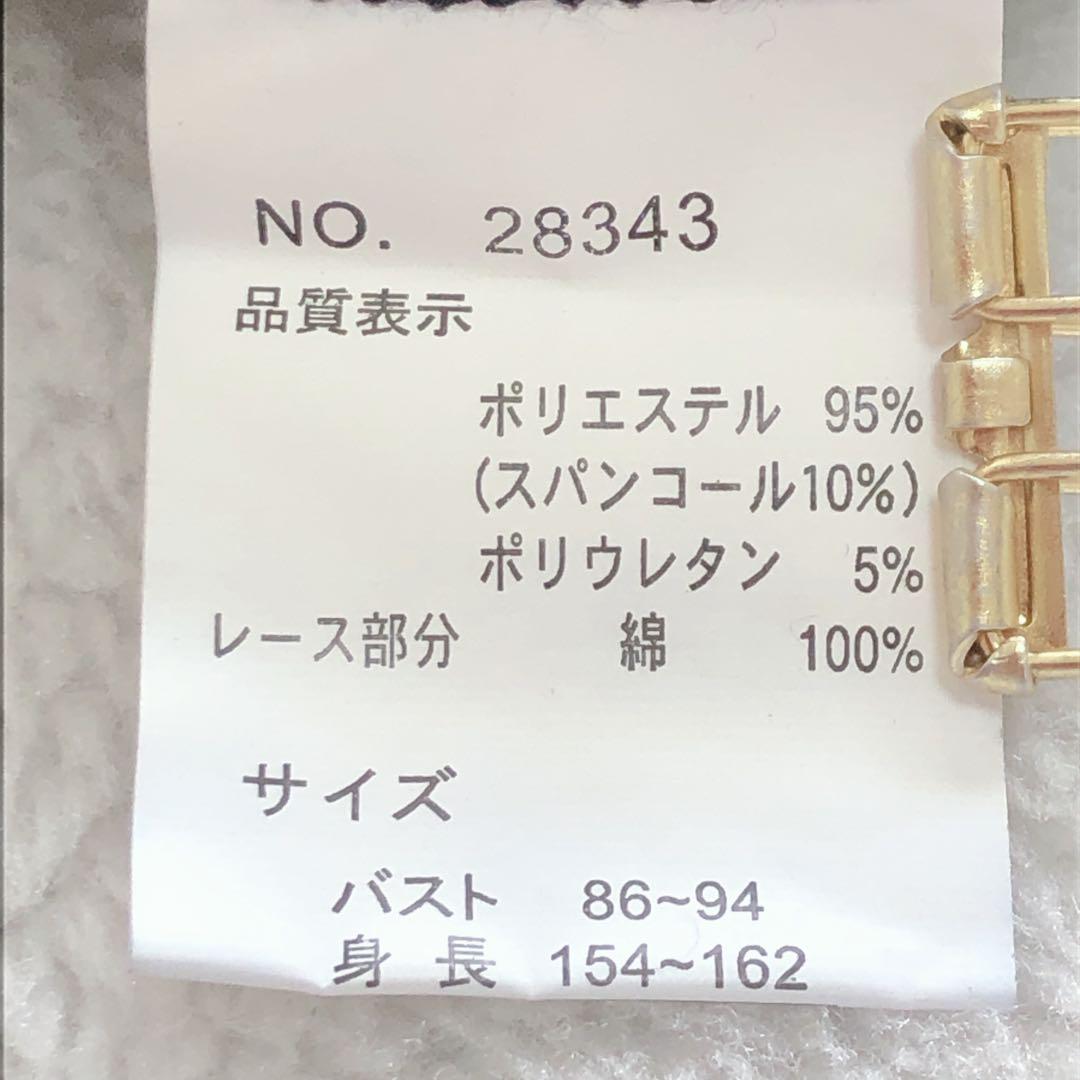 NO. 28343
品質表示
ポリエステル 95%
(スパンコール10%)
ポリウレタン 5%
レース部分 綿 100%
サイズ
バスト 86~94
身長 154~162